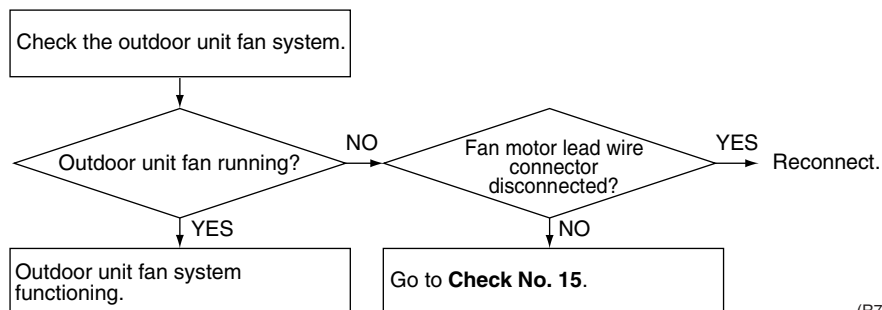 Check the outdoor unit fan system.
Outdoor unit fan running?
NO
Fan motor lead wire
connector
disconnected?
YES
Reconnect.
YES
NO
Outdoor unit fan system
functioning.
Go to Check No. 15.
(R7